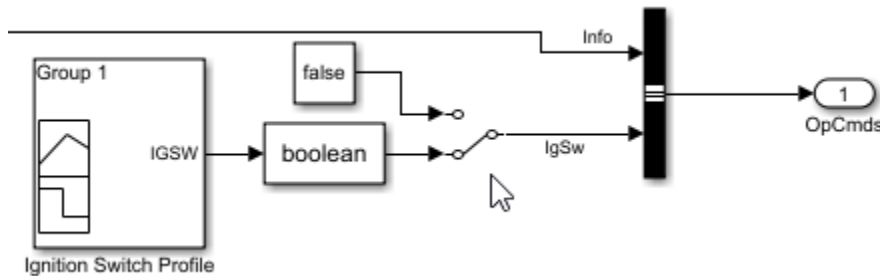 Info
Group 1
false
1
OpCmds
IGSW
boolean
IgSw
Ignition Switch Profile